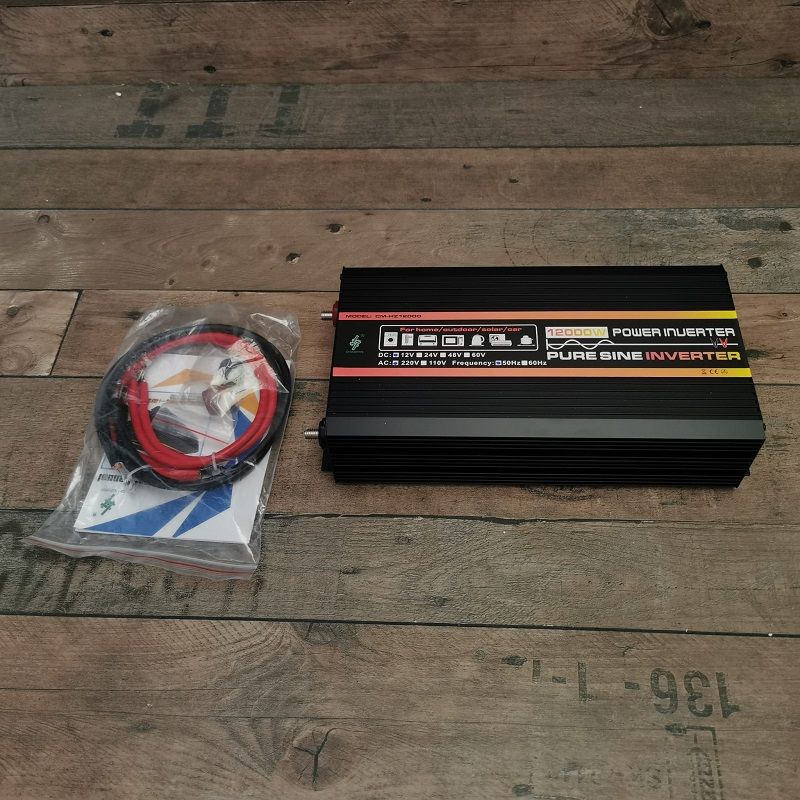 MODEL: CM-HZ12000
For home/outdoor/solar/car
12000W POWER INVERTER
PURE SINE INVERTER
DC: 12V 24V 48V 60V
AC: 220V 110V Frequency: 50Hz 60Hz
CE
136-1-